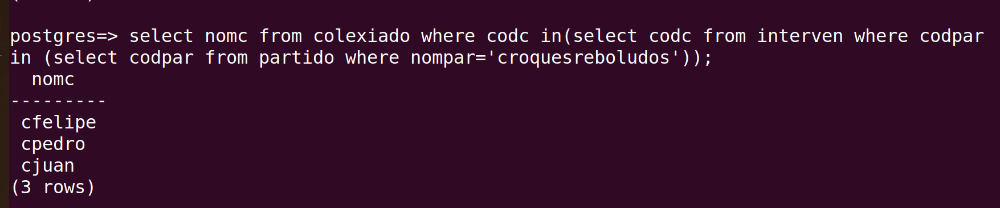 postgres=> select nomc from colexiado where codc in(select codc from interven where codpar
in (select codpar from partido where nompar='croquesreboludos'));
  nomc
---------
 cfelipe
 cpedro
 cjuan
(3 rows)